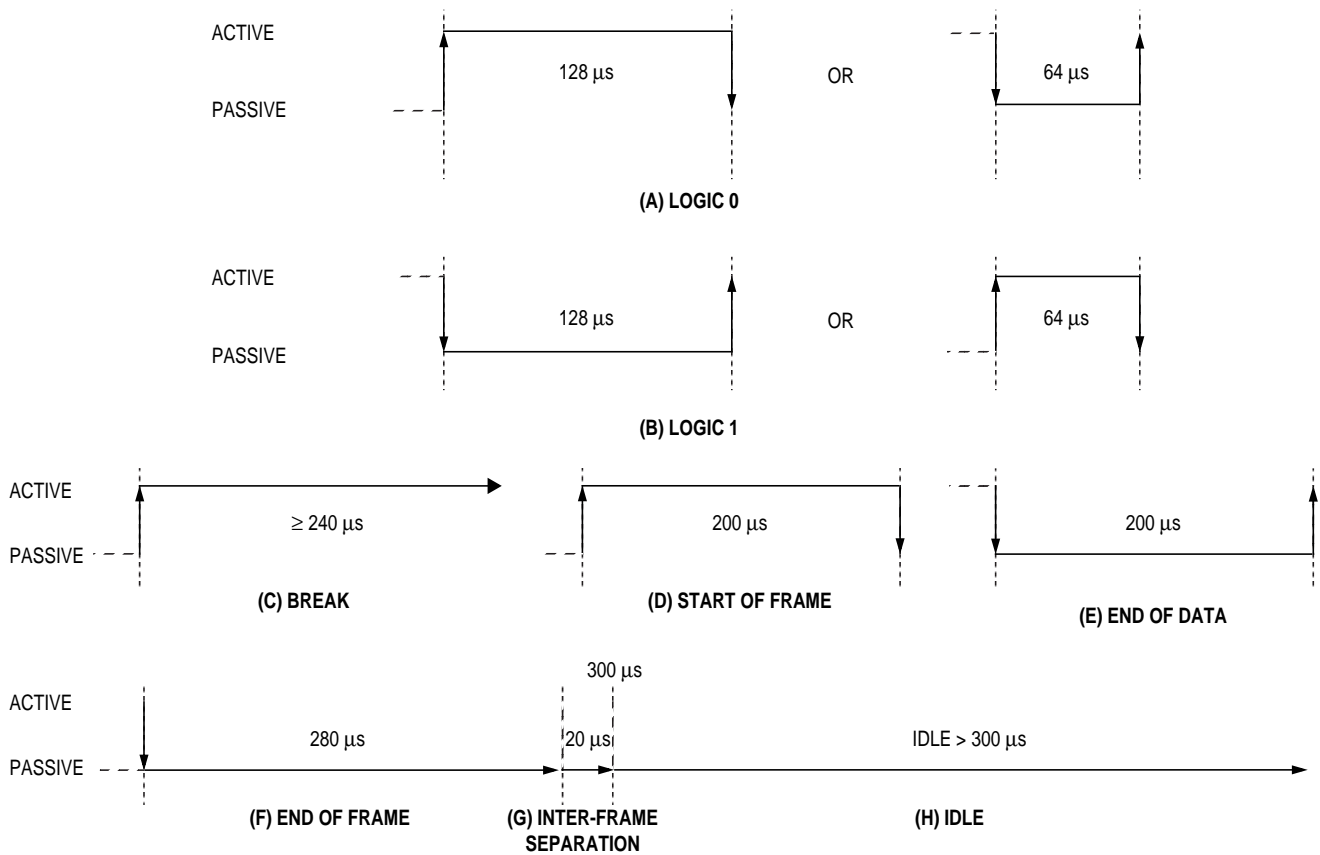 ACTIVE
128 µs
OR
64 µs
PASSIVE
(A) LOGIC 0
ACTIVE
128 µs
OR
64 µs
PASSIVE
(B) LOGIC 1
ACTIVE
≥ 240 µs
200 µs
200 µs
PASSIVE
(C) BREAK
(D) START OF FRAME
(E) END OF DATA
300 µs
ACTIVE
280 µs
20 µs
IDLE > 300 µs
PASSIVE
(F) END OF FRAME
(G) INTER-FRAME
SEPARATION
(H) IDLE